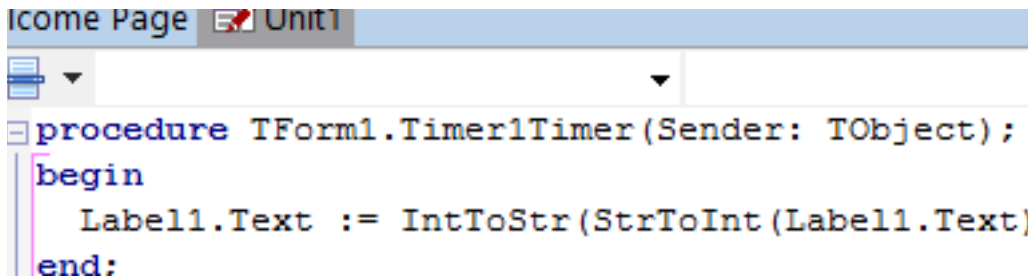 lcome Page Unit1
procedure TForm1.Timer1Timer(Sender: TObject);
begin
Label1.Text := IntToStr(StrToInt(Label1.Text)
end;